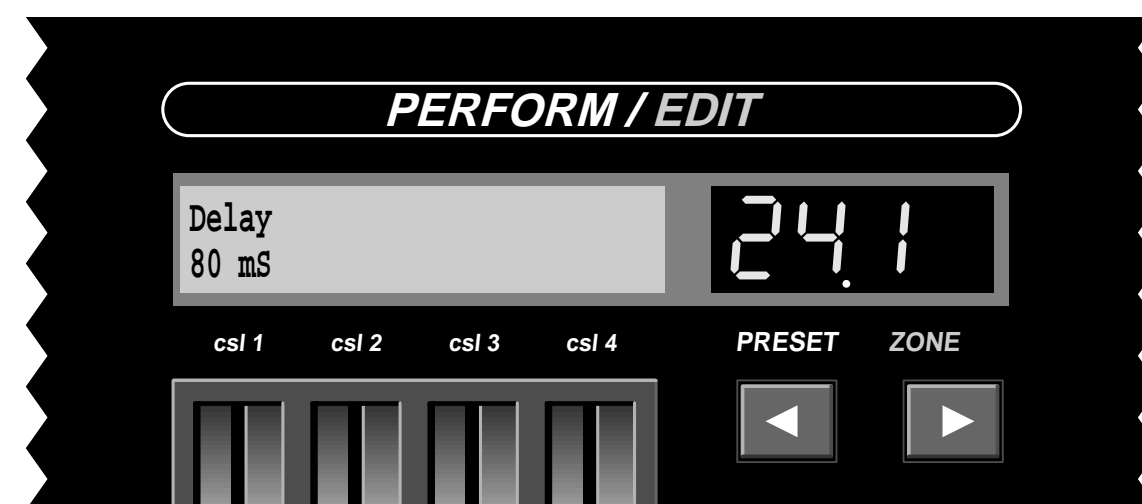 PERFORM / EDIT
Delay
80 mS
24.1
csl 1 csl 2 csl 3 csl 4
PRESET ZONE